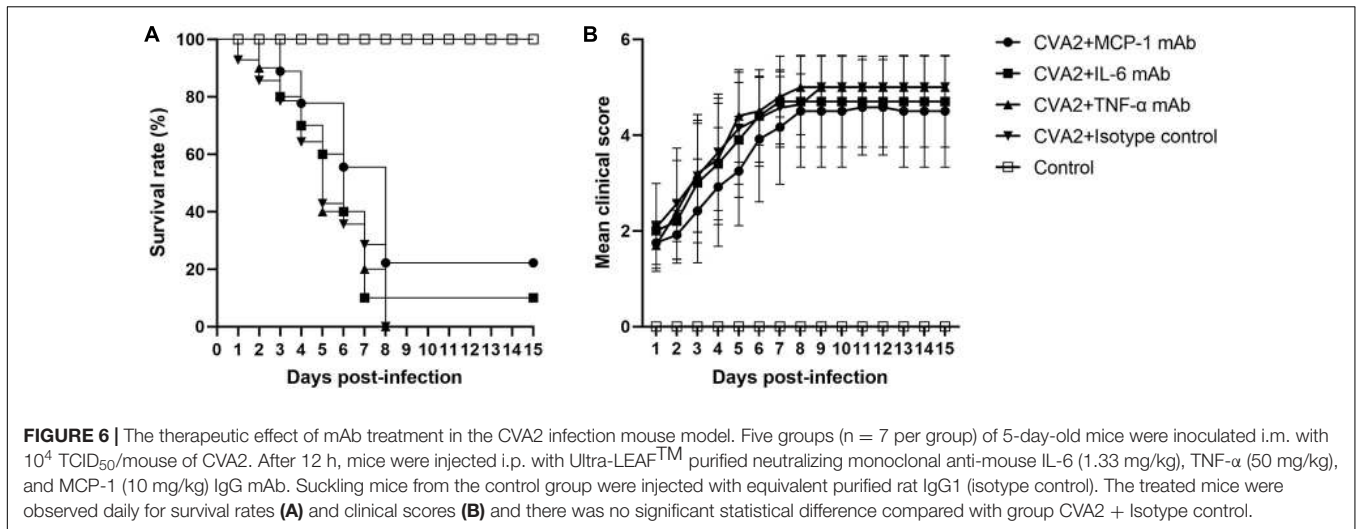 A
Survival rate (%)
100
80
60
40
20
0
0 1 2 3 4 5 6 7 8 9 10 11 12 13 14 15
Days post-infection
B
Mean clinical score
6
4
2
0
1 2 3 4 5 6 7 8 9 10 11 12 13 14 15
Days post-infection
CVA2+MCP-1 mAb
CVA2+IL-6 mAb
CVA2+TNF-α mAb
CVA2+Isotype control
Control
FIGURE 6 | The therapeutic effect of mAb treatment in the CVA2 infection mouse model. Five groups (n = 7 per group) of 5-day-old mice were inoculated i.m. with
10⁴ TCID₅₀/mouse of CVA2. After 12 h, mice were injected i.p. with Ultra-LEAF™ purified neutralizing monoclonal anti-mouse IL-6 (1.33 mg/kg), TNF-α (50 mg/kg),
and MCP-1 (10 mg/kg) IgG mAb. Suckling mice from the control group were injected with equivalent purified rat IgG1 (isotype control). The treated mice were
observed daily for survival rates (A) and clinical scores (B) and there was no significant statistical difference compared with group CVA2 + Isotype control.